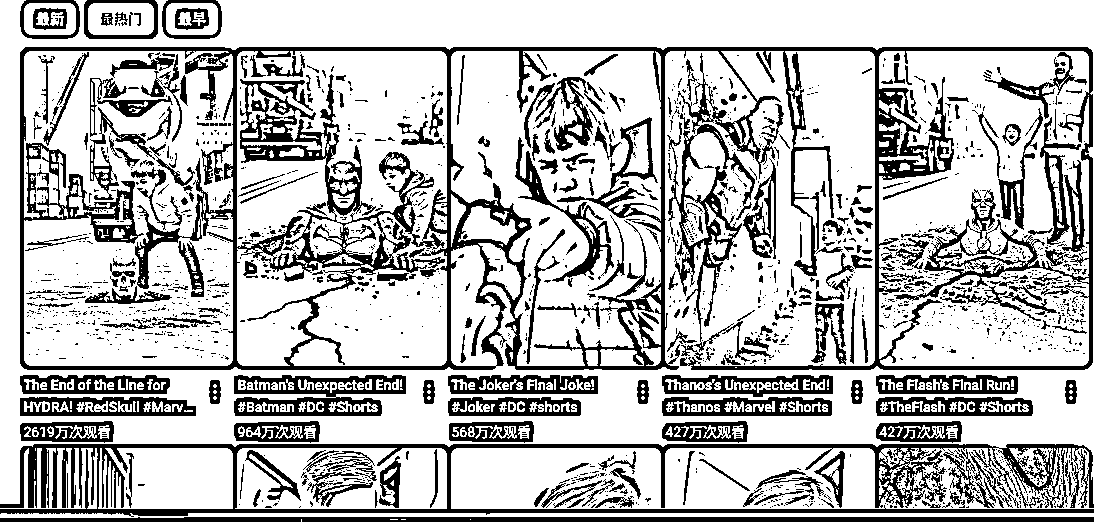 最新 最热门 最早
The End of the Line for
HYDRA! #RedSkull #Marv...
2619万次观看
Batman's Unexpected End!
#Batman #DC #Shorts
964万次观看
The Joker's Final Joke!
#Joker #DC #shorts
568万次观看
Thanos's Unexpected End!
#Thanos #Marvel #Shorts
427万次观看
The Flash's Final Run!
#TheFlash #DC #Shorts
427万次观看